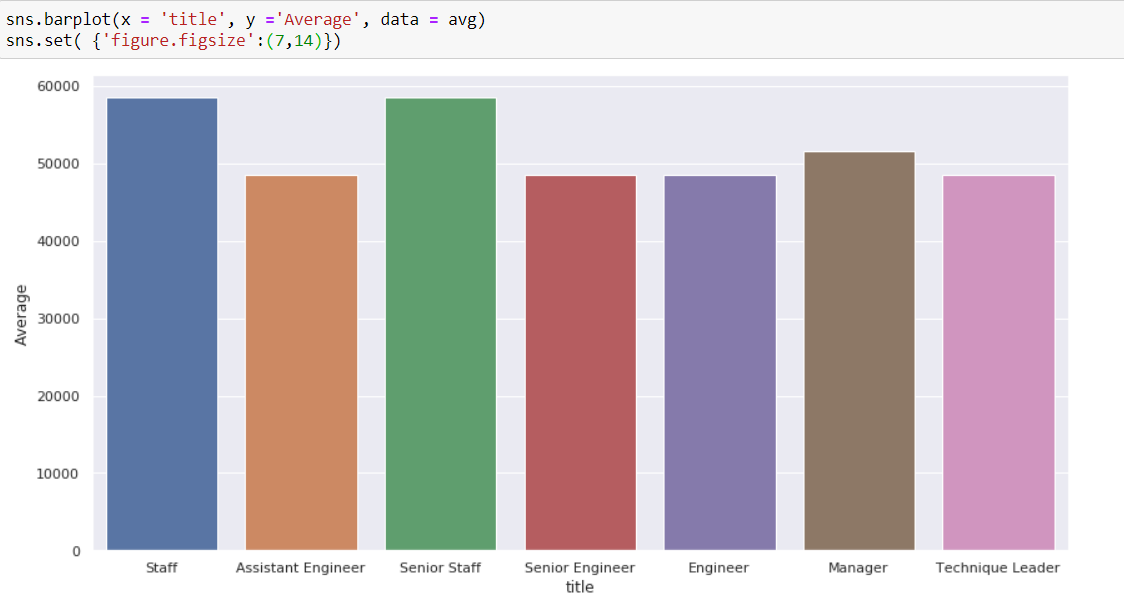 sns.barplot(x = 'title', y ='Average', data = avg)
sns.set( {'figure.figsize':(7,14)})
60000
50000
40000
30000
20000
10000
0
Average
Staff Assistant Engineer Senior Staff Senior Engineer Engineer Manager Technique Leader
title